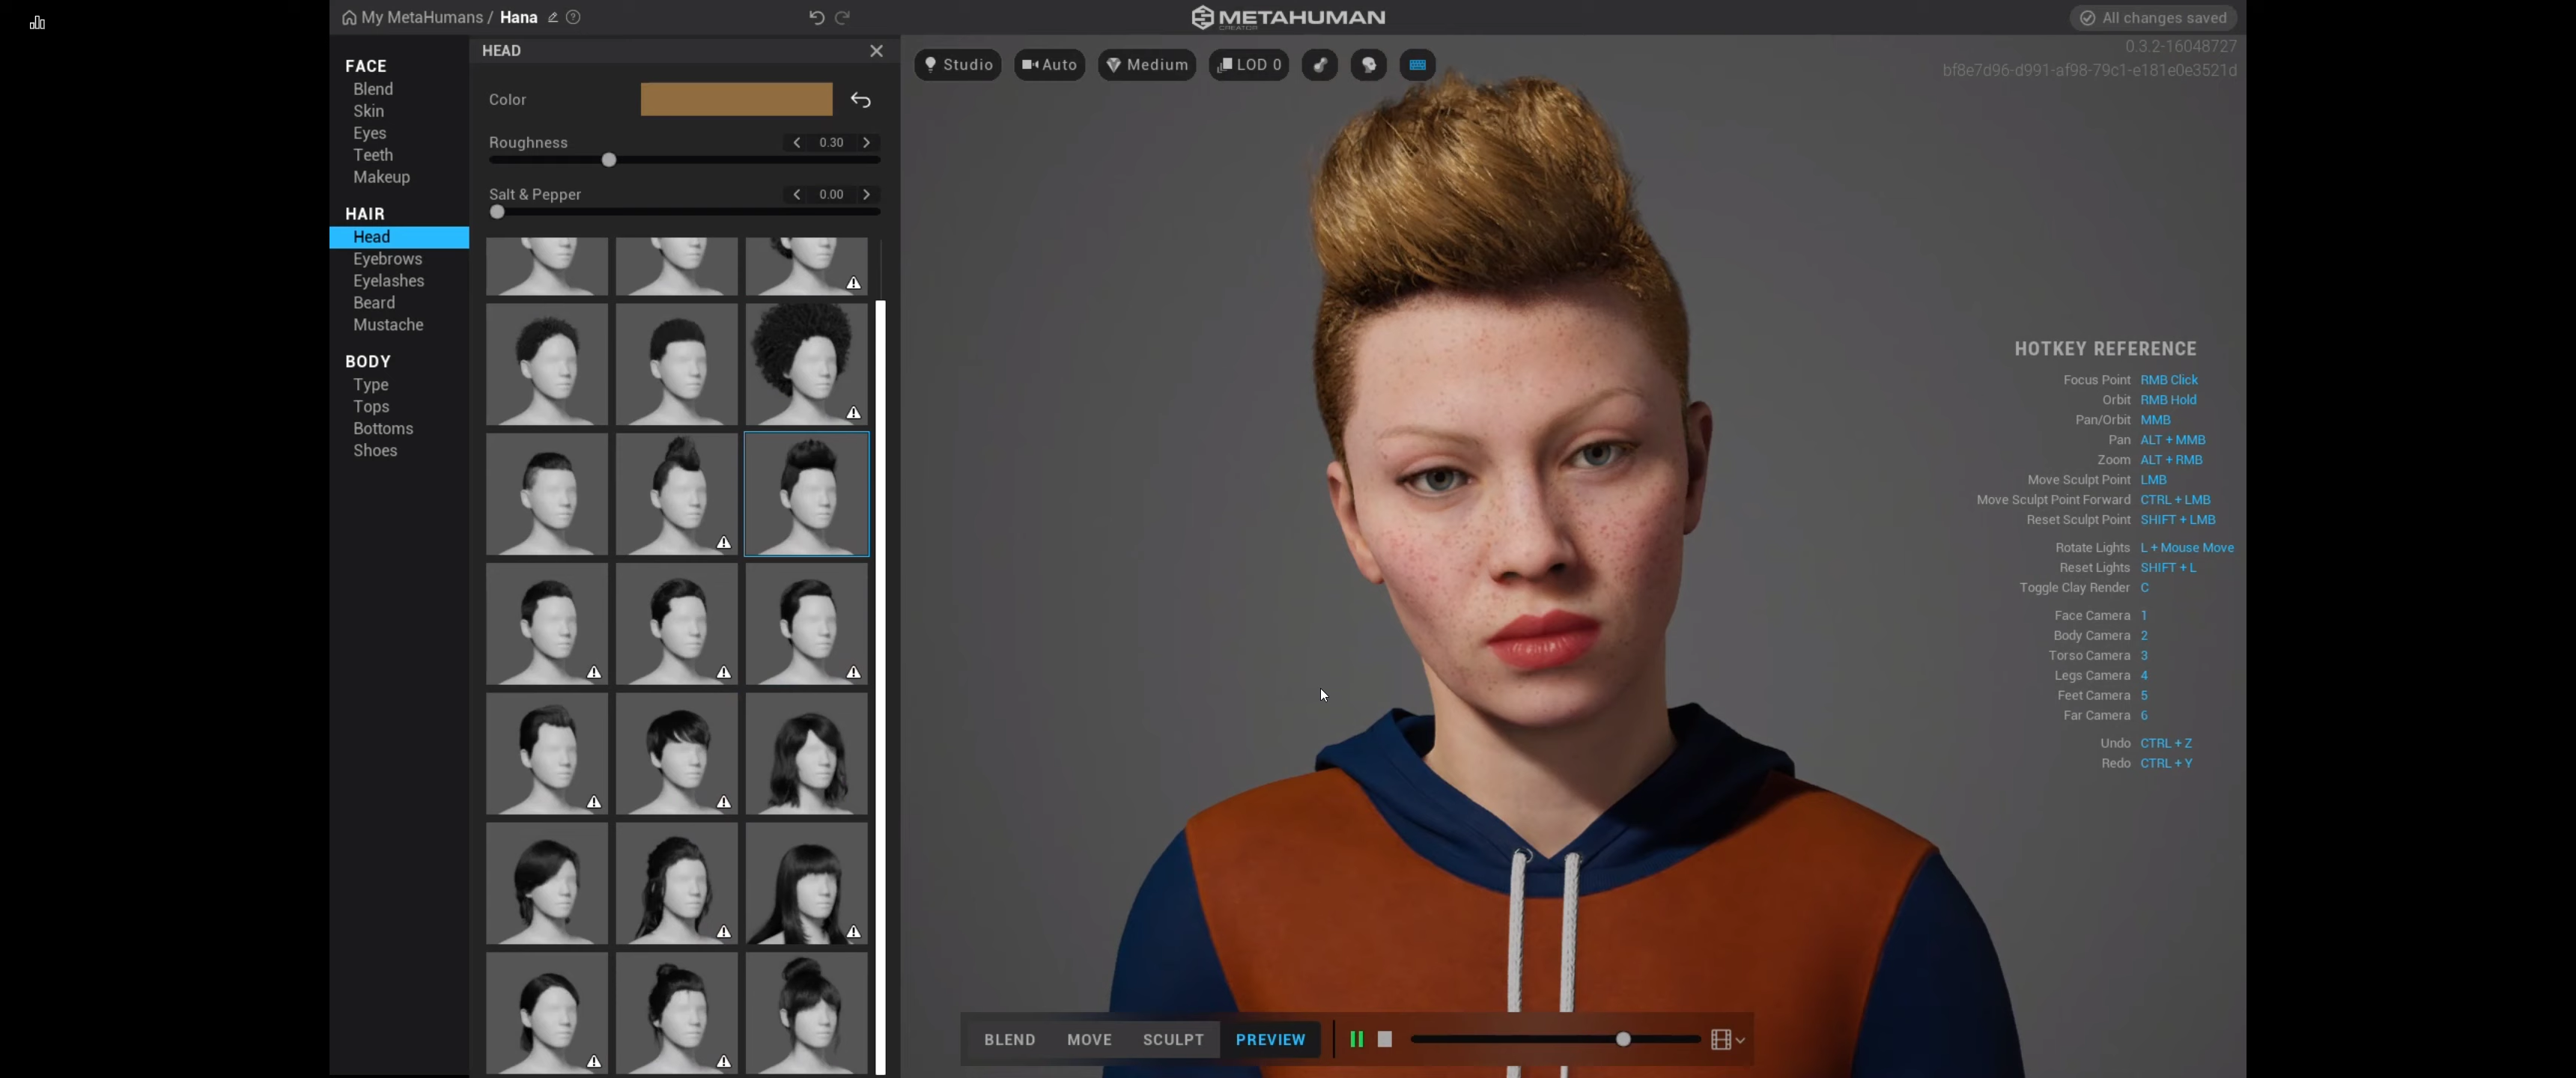 My MetaHumans / Hana
METAHUMAN
CREATOR
All changes saved
0.3.2-16048727
bf8e7d96-d991-af98-79c1-e181e0e3521d
FACE
Blend
Skin
Eyes
Teeth
Makeup
HAIR
Head
Eyebrows
Eyelashes
Beard
Mustache
BODY
Type
Tops
Bottoms
Shoes
HEAD
Color
Roughness 0.30
Salt & Pepper 0.00
Studio Auto Medium LOD 0
HOTKEY REFERENCE
Focus Point RMB Click
Orbit RMB Hold
Pan/Orbit MMB
Pan ALT + MMB
Zoom ALT + RMB
Move Sculpt Point LMB
Move Sculpt Point Forward CTRL + LMB
Reset Sculpt Point SHIFT + LMB
Rotate Lights L + Mouse Move
Reset Lights SHIFT + L
Toggle Clay Render C
Face Camera 1
Body Camera 2
Torso Camera 3
Legs Camera 4
Feet Camera 5
Far Camera 6
Undo CTRL + Z
Redo CTRL + Y
BLEND MOVE SCULPT PREVIEW